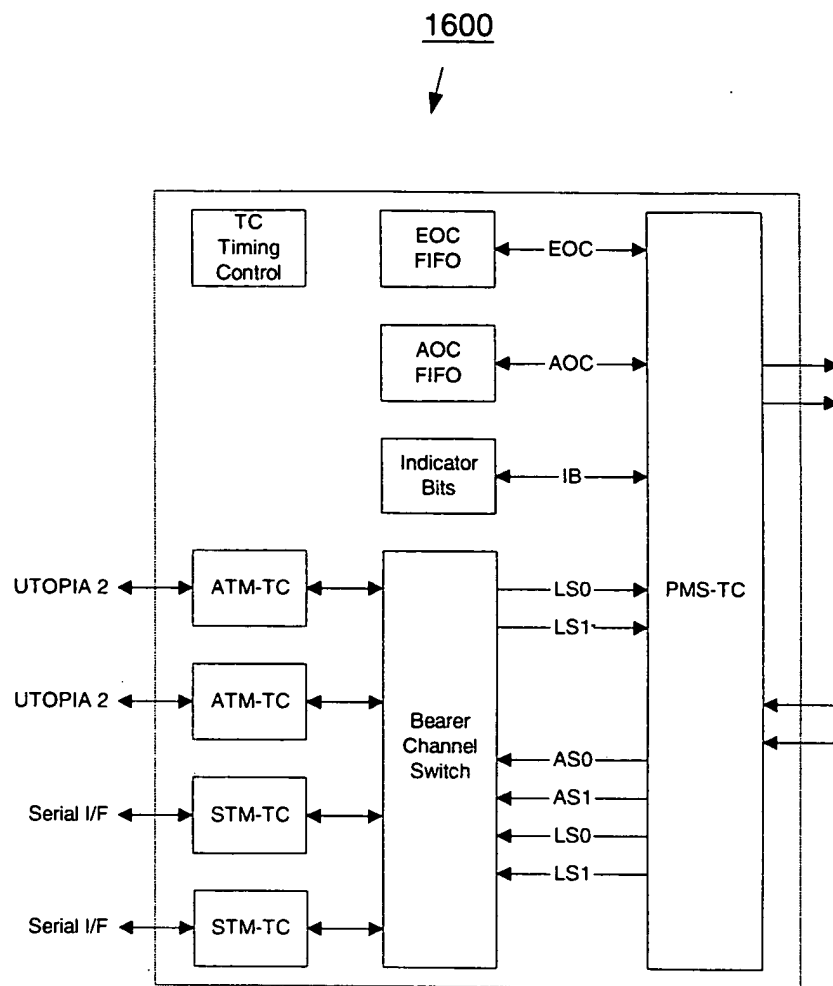 1600
TC
Timing
Control
EOC
FIFO
EOC
AOC
FIFO
AOC
Indicator
Bits
IB
UTOPIA 2
ATM-TC
LS0
PMS-TC
LS1
UTOPIA 2
ATM-TC
Bearer
Channel
Switch
AS0
AS1
Serial I/F
STM-TC
LS0
LS1
Serial I/F
STM-TC